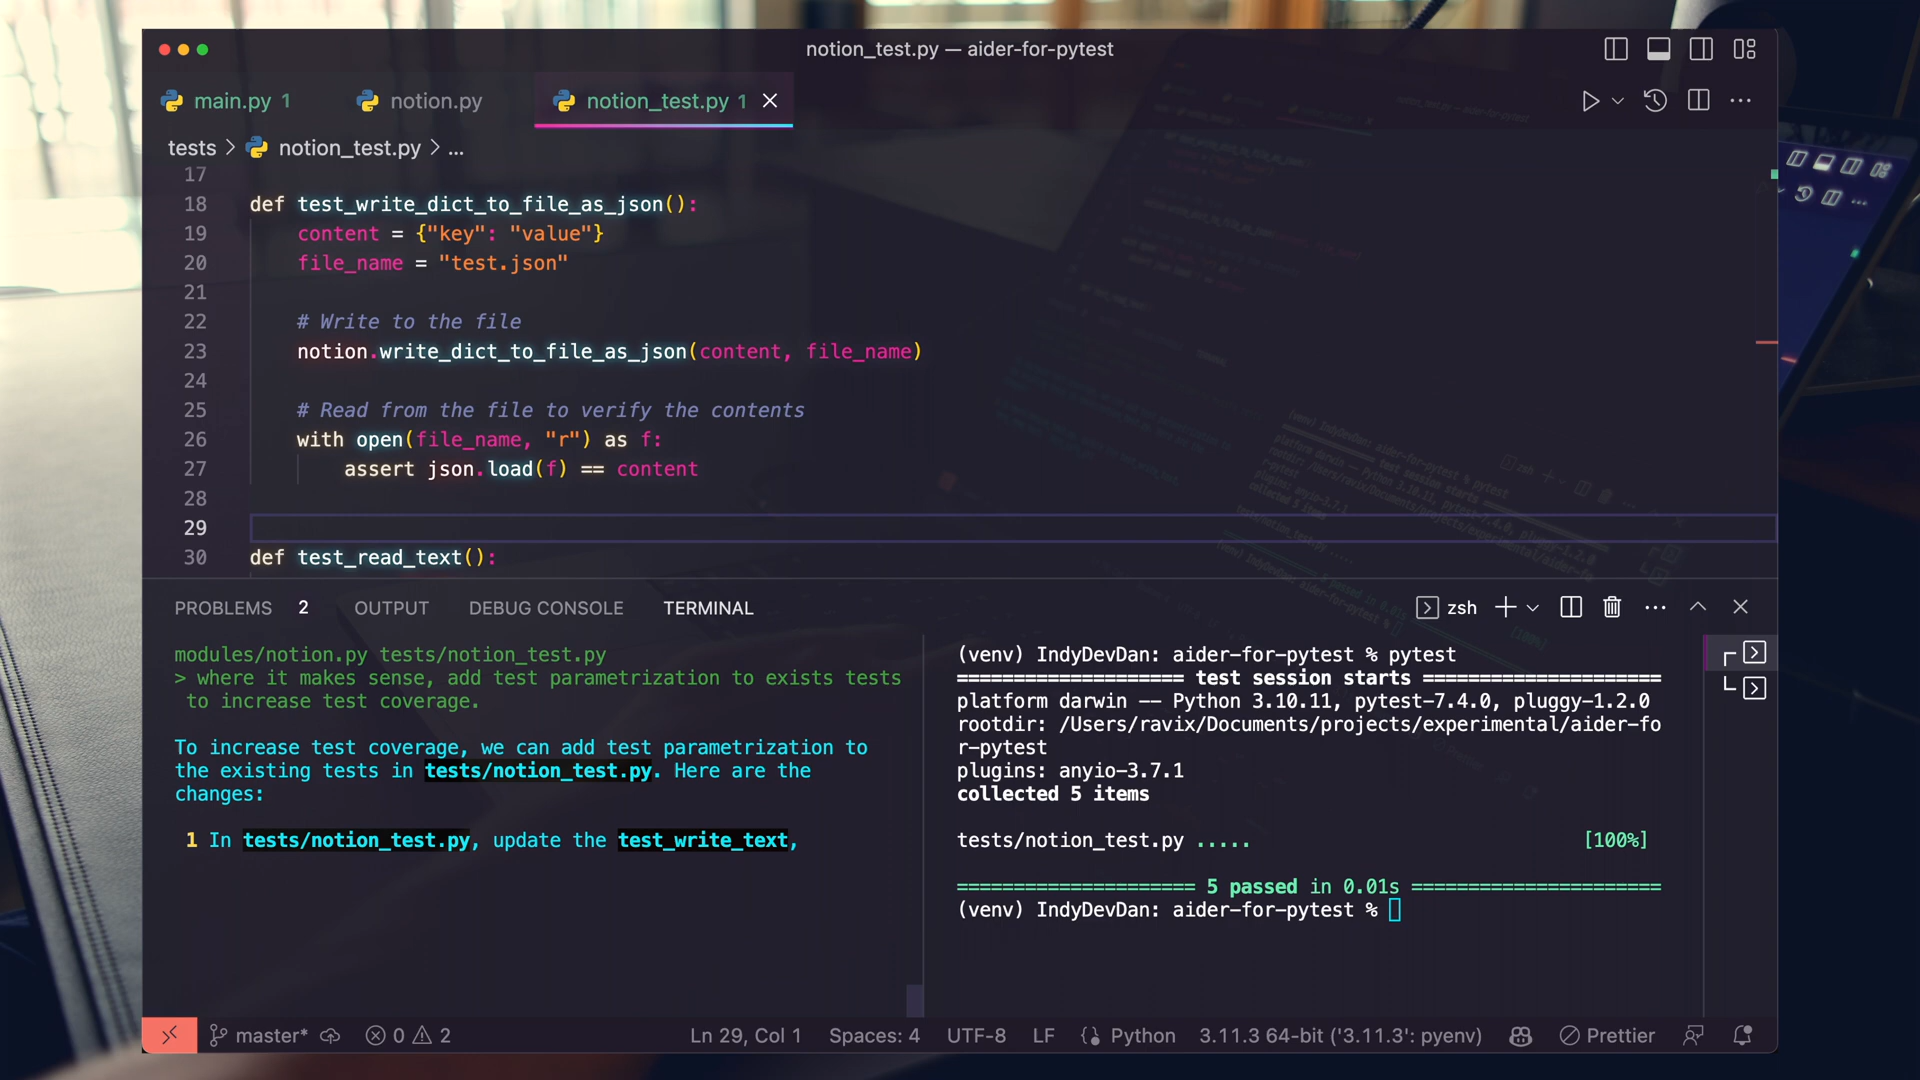 notion_test.py — aider-for-pytest
main.py 1
notion.py
notion_test.py 1
tests > notion_test.py > ...
17
18 def test_write_dict_to_file_as_json():
19 content = {"key": "value"}
20 file_name = "test.json"
21
22 # Write to the file
23 notion.write_dict_to_file_as_json(content, file_name)
24
25 # Read from the file to verify the contents
26 with open(file_name, "r") as f:
27 assert json.load(f) == content
28
29
30 def test_read_text():
PROBLEMS 2 OUTPUT DEBUG CONSOLE TERMINAL
zsh
modules/notion.py tests/notion_test.py
> where it makes sense, add test parametrization to exists tests
to increase test coverage.
To increase test coverage, we can add test parametrization to
the existing tests in tests/notion_test.py. Here are the
changes:
1 In tests/notion_test.py, update the test_write_text,
(venv) IndyDevDan: aider-for-pytest % pytest
==================== test session starts =====================
platform darwin -- Python 3.10.11, pytest-7.4.0, pluggy-1.2.0
rootdir: /Users/ravix/Documents/projects/experimental/aider-fo
r-pytest
plugins: anyio-3.7.1
collected 5 items
tests/notion_test.py ..... [100%]
===================== 5 passed in 0.01s ======================
(venv) IndyDevDan: aider-for-pytest %
master* 0 2
Ln 29, Col 1 Spaces: 4 UTF-8 LF Python 3.11.3 64-bit ('3.11.3': pyenv) Prettier